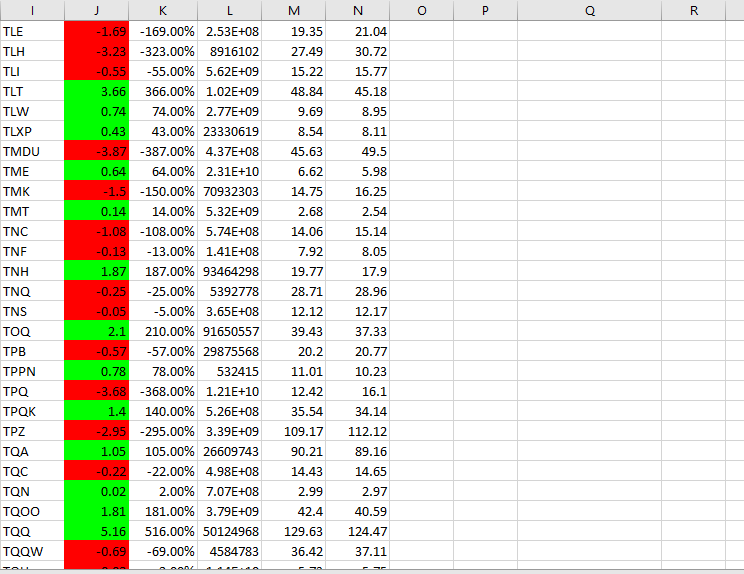 I J K L M N O P Q R
TLE -1.69 -169.00% 2.53E+08 19.35 21.04
TLH -3.23 -323.00% 8916102 27.49 30.72
TLI -0.55 -55.00% 5.62E+09 15.22 15.77
TLT 3.66 366.00% 1.02E+09 48.84 45.18
TLW 0.74 74.00% 2.77E+09 9.69 8.95
TLXP 0.43 43.00% 23330619 8.54 8.11
TMDU -3.87 -387.00% 4.37E+08 45.63 49.5
TME 0.64 64.00% 2.31E+10 6.62 5.98
TMK -1.5 -150.00% 70932303 14.75 16.25
TMT 0.14 14.00% 5.32E+09 2.68 2.54
TNC -1.08 -108.00% 5.74E+08 14.06 15.14
TNF -0.13 -13.00% 1.41E+08 7.92 8.05
TNH 1.87 187.00% 93464298 19.77 17.9
TNQ -0.25 -25.00% 5392778 28.71 28.96
TNS -0.05 -5.00% 3.65E+08 12.12 12.17
TOQ 2.1 210.00% 91650557 39.43 37.33
TPB -0.57 -57.00% 29875568 20.2 20.77
TPPN 0.78 78.00% 532415 11.01 10.23
TPQ -3.68 -368.00% 1.21E+10 12.42 16.1
TPQK 1.4 140.00% 5.26E+08 35.54 34.14
TPZ -2.95 -295.00% 3.39E+09 109.17 112.12
TQA 1.05 105.00% 26609743 90.21 89.16
TQC -0.22 -22.00% 4.98E+08 14.43 14.65
TQN 0.02 2.00% 7.07E+08 2.99 2.97
TQOO 1.81 181.00% 3.79E+09 42.4 40.59
TQQ 5.16 516.00% 50124968 129.63 124.47
TQQW -0.69 -69.00% 4584783 36.42 37.11